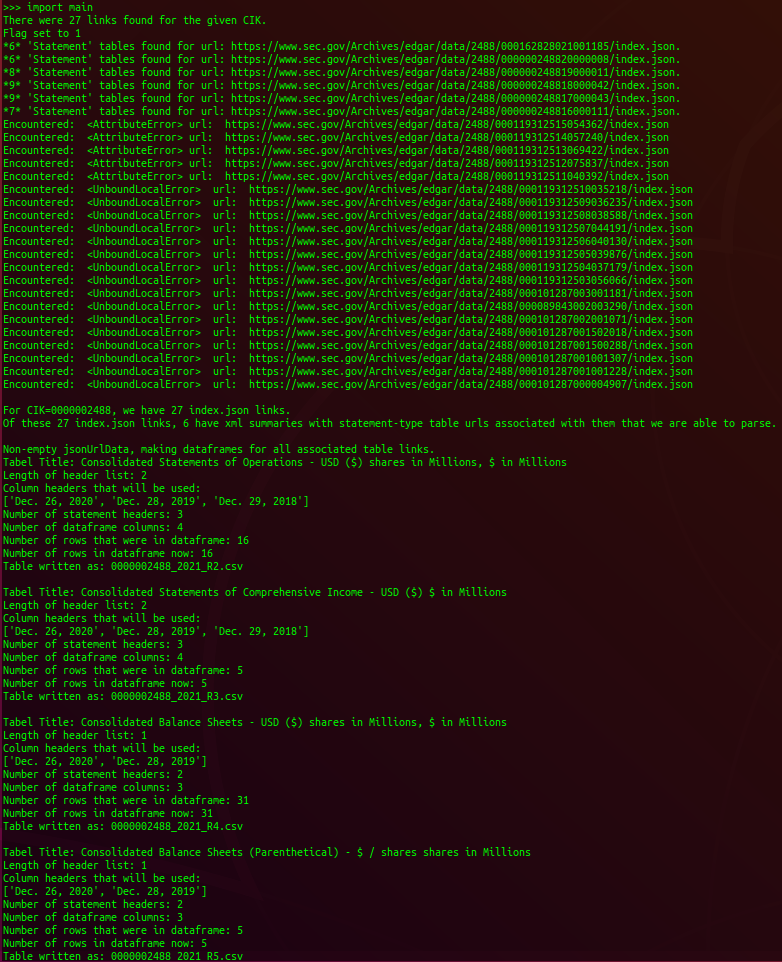 >>> import main
There were 27 links found for the given CIK.
Flag set to 1
*6* 'Statement' tables found for url: https://www.sec.gov/Archives/edgar/data/2488/000162828021001185/index.json.
*6* 'Statement' tables found for url: https://www.sec.gov/Archives/edgar/data/2488/000000248820000008/index.json.
*8* 'Statement' tables found for url: https://www.sec.gov/Archives/edgar/data/2488/000000248819000011/index.json.
*9* 'Statement' tables found for url: https://www.sec.gov/Archives/edgar/data/2488/000000248818000042/index.json.
*9* 'Statement' tables found for url: https://www.sec.gov/Archives/edgar/data/2488/000000248817000043/index.json.
*7* 'Statement' tables found for url: https://www.sec.gov/Archives/edgar/data/2488/000000248816000111/index.json.
Encountered:  <AttributeError> url:  https://www.sec.gov/Archives/edgar/data/2488/000119312515054362/index.json
Encountered:  <AttributeError> url:  https://www.sec.gov/Archives/edgar/data/2488/000119312514057240/index.json
Encountered:  <AttributeError> url:  https://www.sec.gov/Archives/edgar/data/2488/000119312513069422/index.json
Encountered:  <AttributeError> url:  https://www.sec.gov/Archives/edgar/data/2488/000119312512075837/index.json
Encountered:  <AttributeError> url:  https://www.sec.gov/Archives/edgar/data/2488/000119312511040392/index.json
Encountered:  <UnboundLocalError>  url:  https://www.sec.gov/Archives/edgar/data/2488/000119312510035218/index.json
Encountered:  <UnboundLocalError>  url:  https://www.sec.gov/Archives/edgar/data/2488/000119312509036235/index.json
Encountered:  <UnboundLocalError>  url:  https://www.sec.gov/Archives/edgar/data/2488/000119312508038588/index.json
Encountered:  <UnboundLocalError>  url:  https://www.sec.gov/Archives/edgar/data/2488/000119312507044191/index.json
Encountered:  <UnboundLocalError>  url:  https://www.sec.gov/Archives/edgar/data/2488/000119312506040130/index.json
Encountered:  <UnboundLocalError>  url:  https://www.sec.gov/Archives/edgar/data/2488/000119312505039876/index.json
Encountered:  <UnboundLocalError>  url:  https://www.sec.gov/Archives/edgar/data/2488/000119312504037179/index.json
Encountered:  <UnboundLocalError>  url:  https://www.sec.gov/Archives/edgar/data/2488/000119312503056066/index.json
Encountered:  <UnboundLocalError>  url:  https://www.sec.gov/Archives/edgar/data/2488/000101287003001181/index.json
Encountered:  <UnboundLocalError>  url:  https://www.sec.gov/Archives/edgar/data/2488/000089843002003290/index.json
Encountered:  <UnboundLocalError>  url:  https://www.sec.gov/Archives/edgar/data/2488/000101287002001071/index.json
Encountered:  <UnboundLocalError>  url:  https://www.sec.gov/Archives/edgar/data/2488/000101287001502018/index.json
Encountered:  <UnboundLocalError>  url:  https://www.sec.gov/Archives/edgar/data/2488/000101287001500288/index.json
Encountered:  <UnboundLocalError>  url:  https://www.sec.gov/Archives/edgar/data/2488/000101287001001307/index.json
Encountered:  <UnboundLocalError>  url:  https://www.sec.gov/Archives/edgar/data/2488/000101287001001228/index.json
Encountered:  <UnboundLocalError>  url:  https://www.sec.gov/Archives/edgar/data/2488/000101287000004907/index.json
For CIK=0000002488, we have 27 index.json links.
Of these 27 index.json links, 6 have xml summaries with statement-type table urls associated with them that we are able to parse.
Non-empty jsonUrlData, making dataframes for all associated table links.
Tabel Title: Consolidated Statements of Operations - USD ($) shares in Millions, $ in Millions
Length of header list: 2
Column headers that will be used:
['Dec. 26, 2020', 'Dec. 28, 2019', 'Dec. 29, 2018']
Number of statement headers: 3
Number of dataframe columns: 4
Number of rows that were in dataframe: 16
Number of rows in dataframe now: 16
Table written as: 0000002488_2021_R2.csv
Tabel Title: Consolidated Statements of Comprehensive Income - USD ($) $ in Millions
Length of header list: 2
Column headers that will be used:
['Dec. 26, 2020', 'Dec. 28, 2019', 'Dec. 29, 2018']
Number of statement headers: 3
Number of dataframe columns: 4
Number of rows that were in dataframe: 5
Number of rows in dataframe now: 5
Table written as: 0000002488_2021_R3.csv
Tabel Title: Consolidated Balance Sheets - USD ($) shares in Millions, $ in Millions
Length of header list: 1
Column headers that will be used:
['Dec. 26, 2020', 'Dec. 28, 2019']
Number of statement headers: 2
Number of dataframe columns: 3
Number of rows that were in dataframe: 31
Number of rows in dataframe now: 31
Table written as: 0000002488_2021_R4.csv
Tabel Title: Consolidated Balance Sheets (Parenthetical) - $ / shares shares in Millions
Length of header list: 1
Column headers that will be used:
['Dec. 26, 2020', 'Dec. 28, 2019']
Number of statement headers: 2
Number of dataframe columns: 3
Number of rows that were in dataframe: 5
Number of rows in dataframe now: 5
Table written as: 0000002488_2021_R5.csv